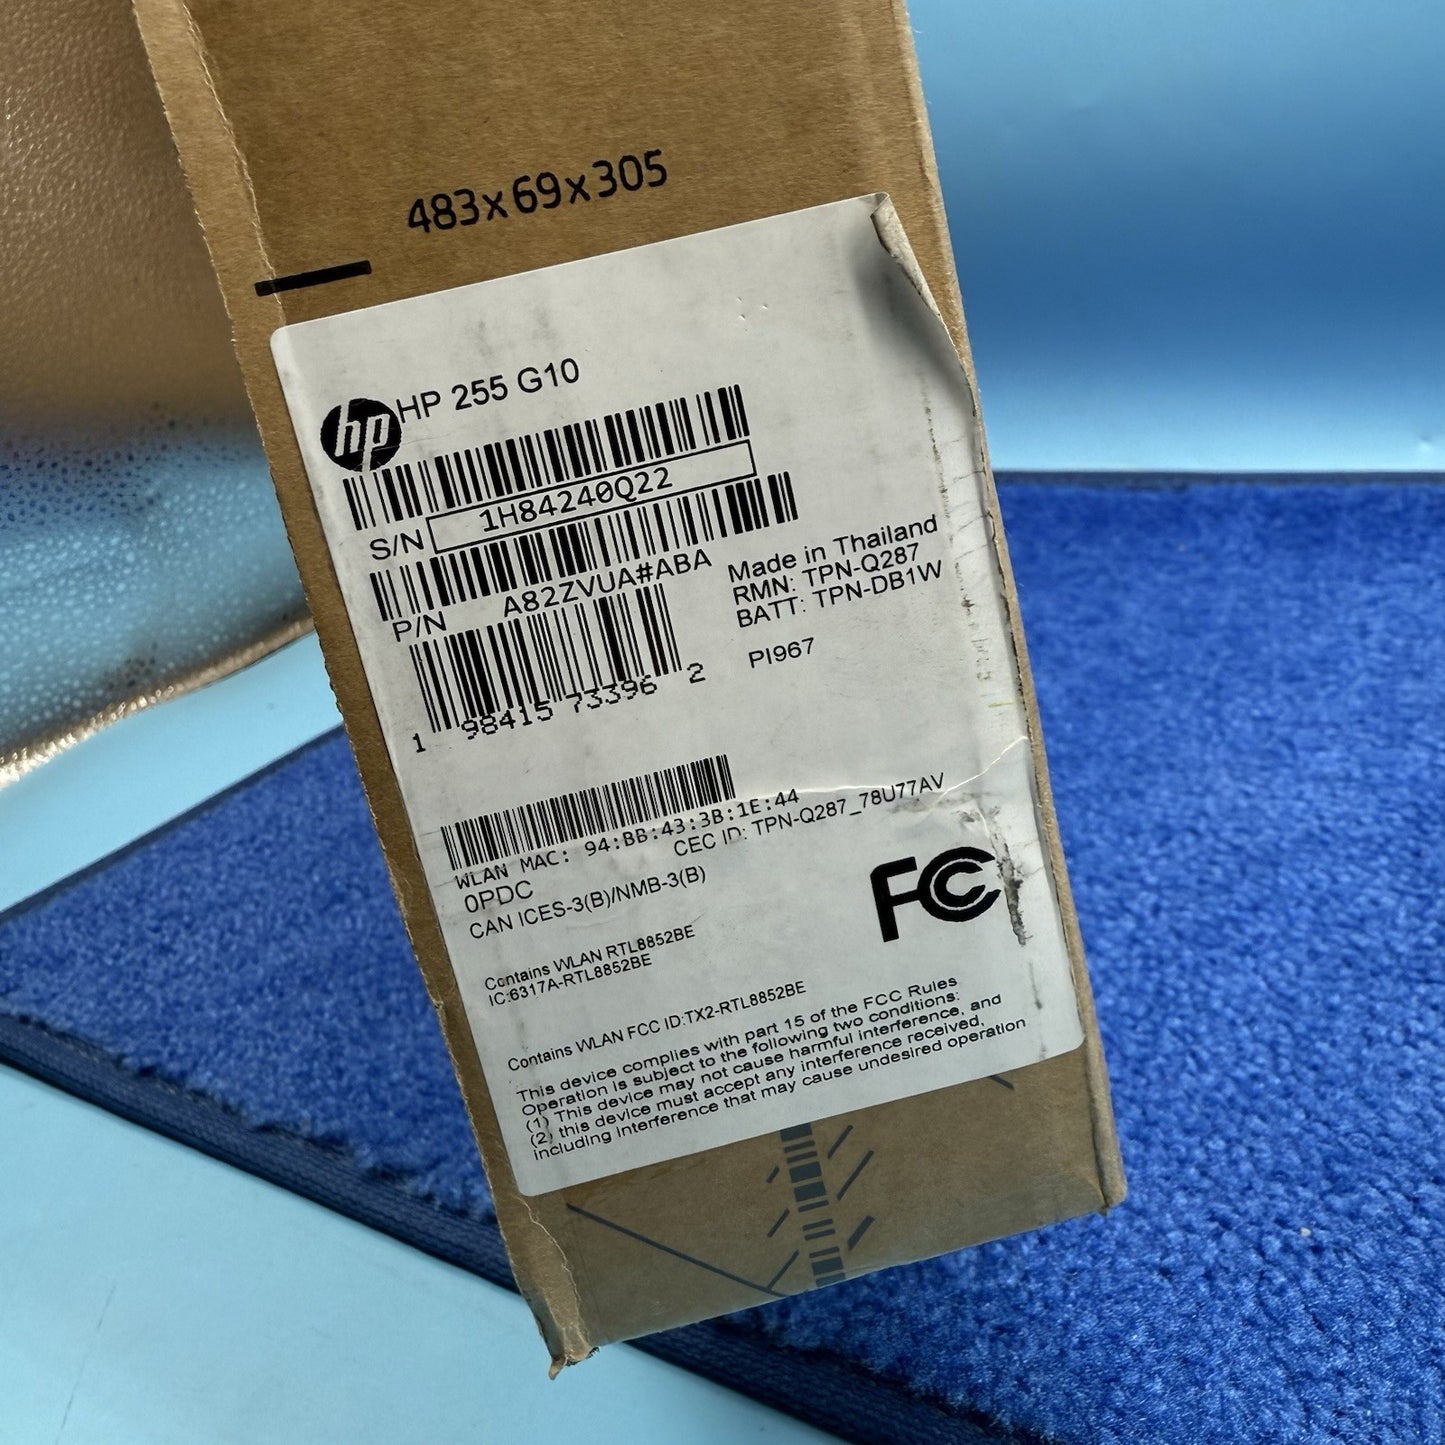 483x69x305
hp HP 255 G10
S/N 1H84240Q22
P/N A82ZVUA#ABA
Made in Thailand
RMN: TPN-Q287
BATT: TPN-DB1W
PI967
1 98415 73396 2
WLAN MAC: 94:BB:43:3B:1E:44
0PDC
CEC ID: TPN-Q287_78U77AV
CAN ICES-3(B)/NMB-3(B)
FC
Contains WLAN RTL8852BE
IC:6317A-RTL8852BE
Contains WLAN FCC ID:TX2-RTL8852BE
This device complies with part 15 of the FCC Rules
Operation is subject to the following two conditions:
(1) This device may not cause harmful interference, and
(2) this device must accept any interference received,
including interference that may cause undesired operation